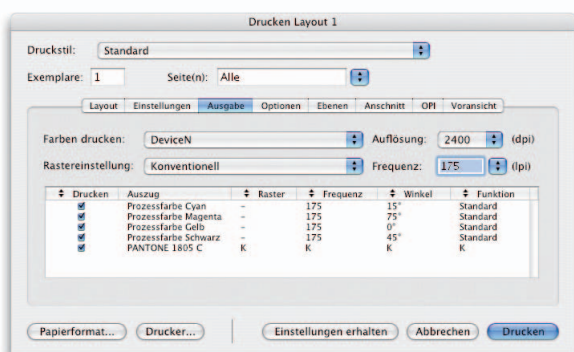 Drucken Layout 1
Druckstil: Standard
Exemplare: 1 Seite(n): Alle
Layout Einstellungen Ausgabe Optionen Ebenen Anschnitt OPI Voransicht
Farben drucken: DeviceN Auflösung: 2400 (dpi)
Rastereinstellung: Konventionell Frequenz: 175 (lpi)
Drucken Auszug Raster Frequenz Winkel Funktion
Prozessfarbe Cyan - 175 15° Standard
Prozessfarbe Magenta - 175 75° Standard
Prozessfarbe Gelb - 175 0° Standard
Prozessfarbe Schwarz - 175 45° Standard
PANTONE 1805 C K K K K
Papierformat... Drucker... Einstellungen erhalten Abbrechen Drucken